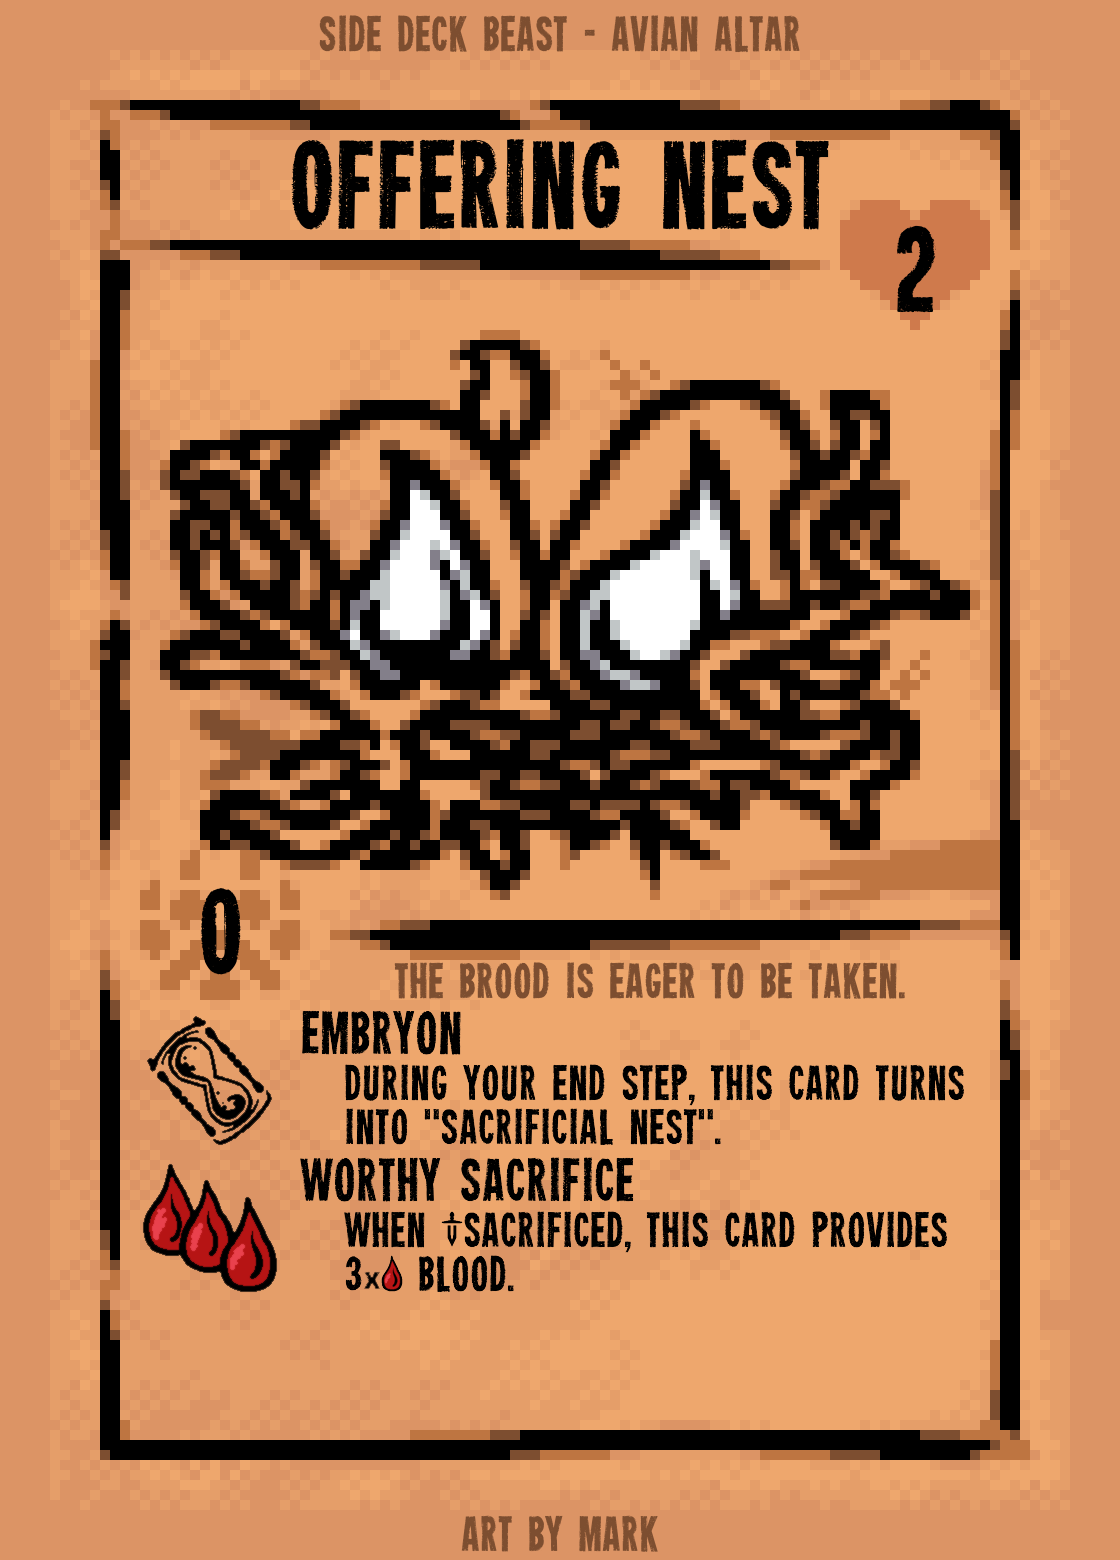 SIDE DECK BEAST - AVIAN ALTAR
OFFERING NEST
2
0
THE BROOD IS EAGER TO BE TAKEN.
EMBRYON
DURING YOUR END STEP, THIS CARD TURNS
INTO "SACRIFICIAL NEST".
WORTHY SACRIFICE
WHEN SACRIFICED, THIS CARD PROVIDES
3x BLOOD.
ART BY MARK